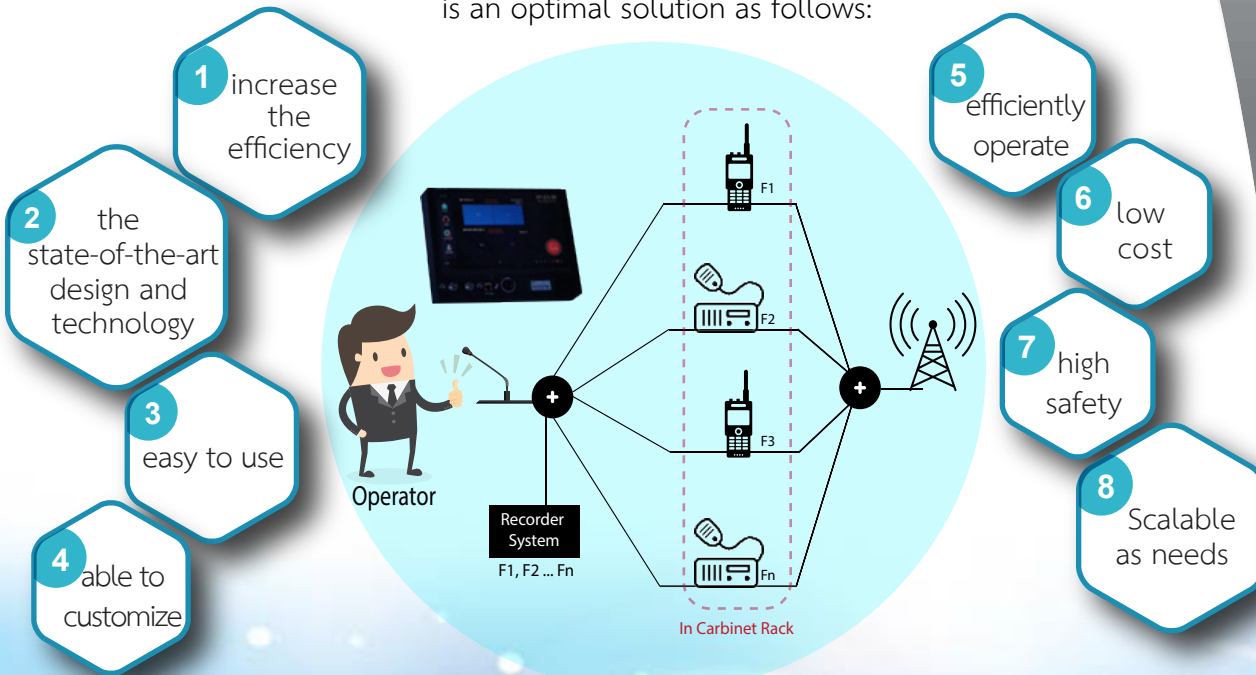 is an optimal solution as follows:
1
increase
the
efficiency
2
the
state-of-the-art
design and
technology
3
easy to use
4
able to
customize
Operator
Recorder
System
F1, F2 ... Fn
F1
F2
F3
Fn
In Carbinet Rack
5
efficiently
operate
6
low
cost
7
high
safety
8
Scalable
as needs